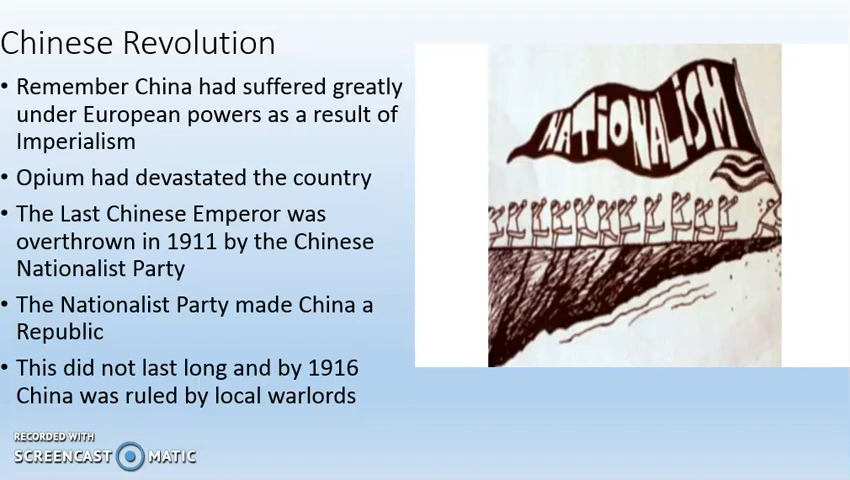 Chinese Revolution
• Remember China had suffered greatly
under European powers as a result of
Imperialism
• Opium had devastated the country
• The Last Chinese Emperor was
overthrown in 1911 by the Chinese
Nationalist Party
• The Nationalist Party made China a
Republic
• This did not last long and by 1916
China was ruled by local warlords
NATIONALISM
RECORDED WITH
SCREENCAST MATIC